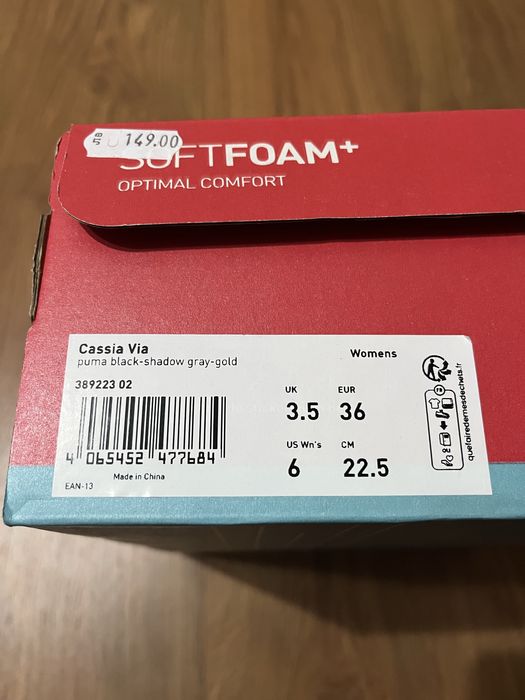 149.00
SOFTFOAM+
OPTIMAL COMFORT
Cassia Via
puma black-shadow gray-gold
Womens
389223 02
UK EUR
3.5 36
US Wn's CM
6 22.5
4 065452 477684
EAN-13
Made in China
quefairedemesdechets.fr
FR